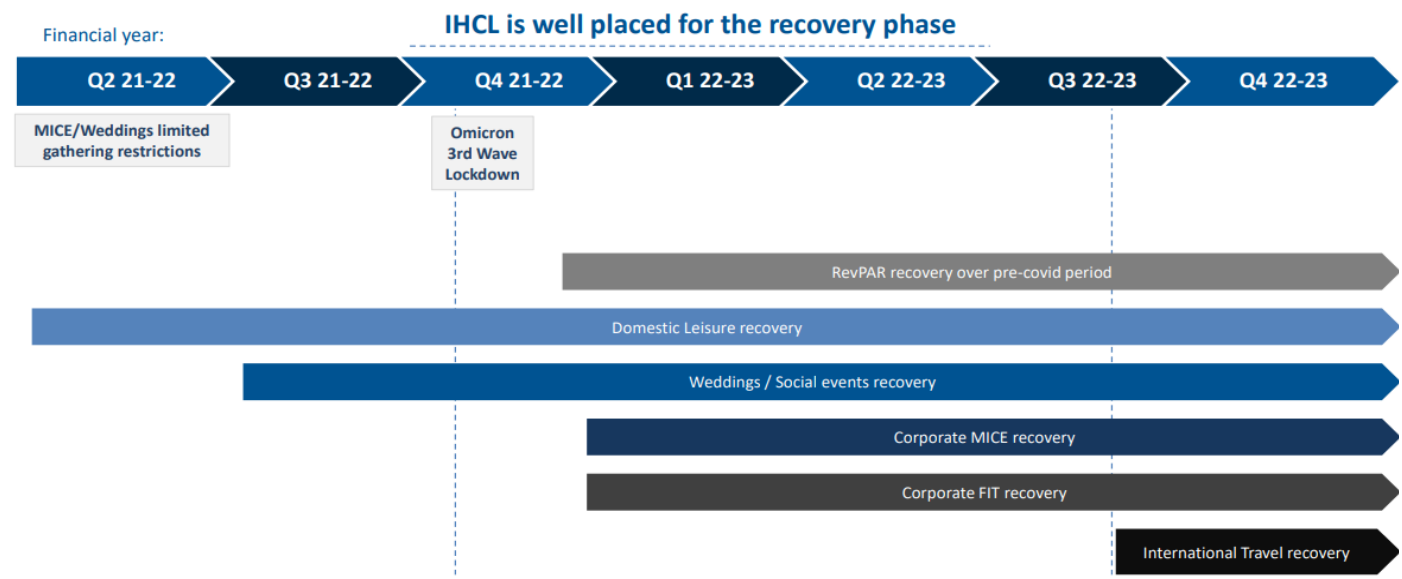 IHCL is well placed for the recovery phase
Financial year:
Q2 21-22
Q3 21-22
Q4 21-22
Q1 22-23
Q2 22-23
Q3 22-23
Q4 22-23
MICE/Weddings limited
gathering restrictions
Omicron
3rd Wave
Lockdown
RevPAR recovery over pre-covid period
Domestic Leisure recovery
Weddings / Social events recovery
Corporate MICE recovery
Corporate FIT recovery
International Travel recovery